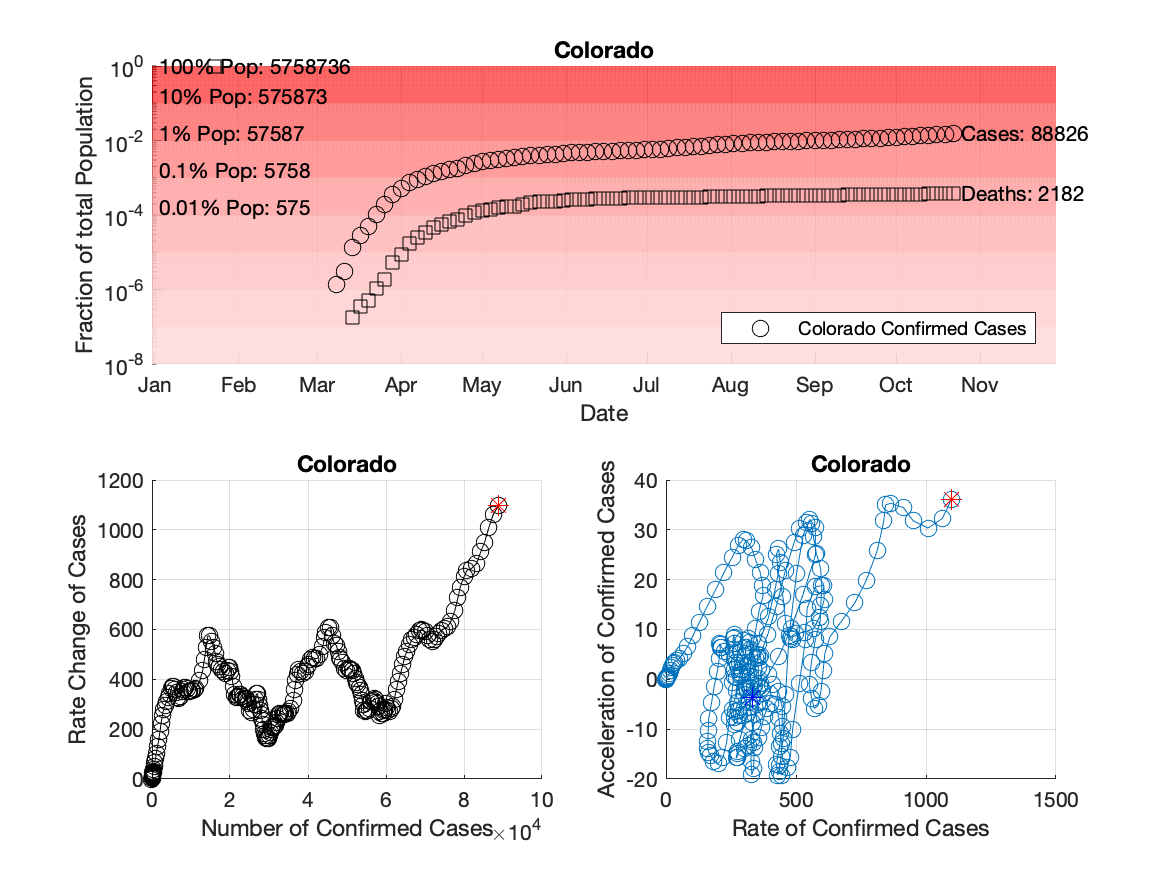 Colorado
10^0
10^-2
10^-4
10^-6
10^-8
Fraction of total Population
100% Pop: 5758736
10% Pop: 575873
1% Pop: 57587
0.1% Pop: 5758
0.01% Pop: 575
Cases: 88826
Deaths: 2182
Colorado Confirmed Cases
Jan Feb Mar Apr May Jun Jul Aug Sep Oct Nov
Date
Colorado
1200
1000
800
600
400
200
0
Rate Change of Cases
0 2 4 6 8 10
Number of Confirmed Cases ×10^4
Colorado
40
30
20
10
0
-10
-20
Acceleration of Confirmed Cases
0 500 1000 1500
Rate of Confirmed Cases